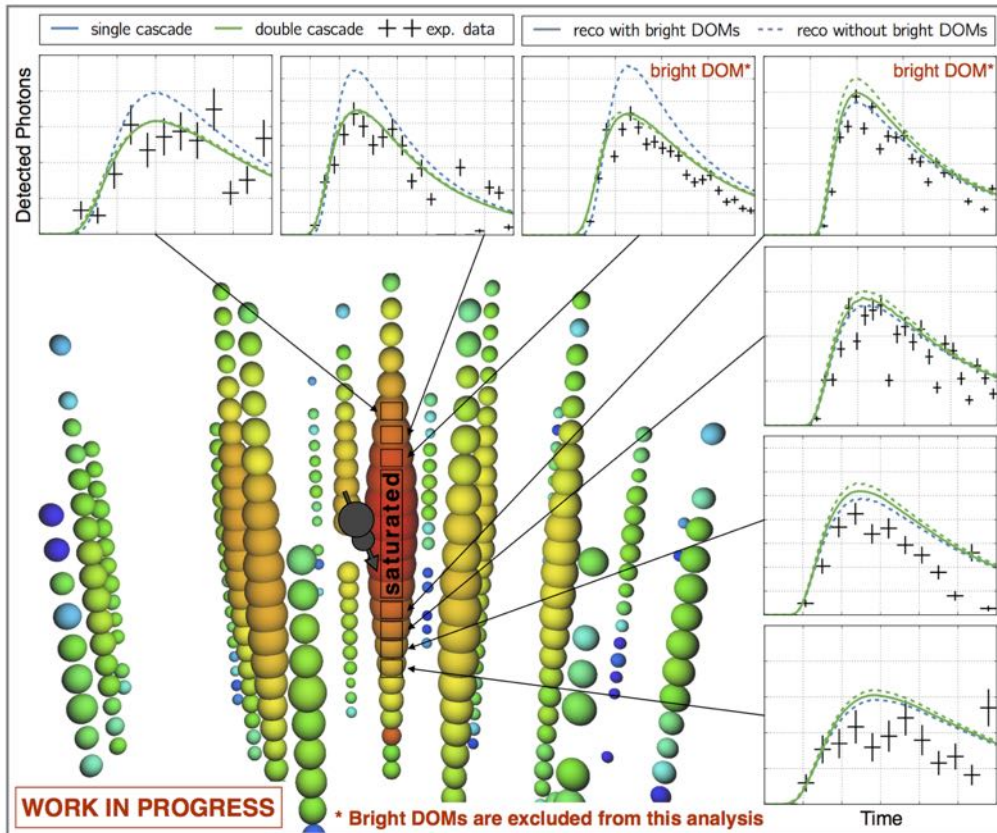 single cascade
double cascade
exp. data
reco with bright DOMs
reco without bright DOMs
Detected Photons
bright DOM*
bright DOM*
saturated
WORK IN PROGRESS
* Bright DOMs are excluded from this analysis
Time